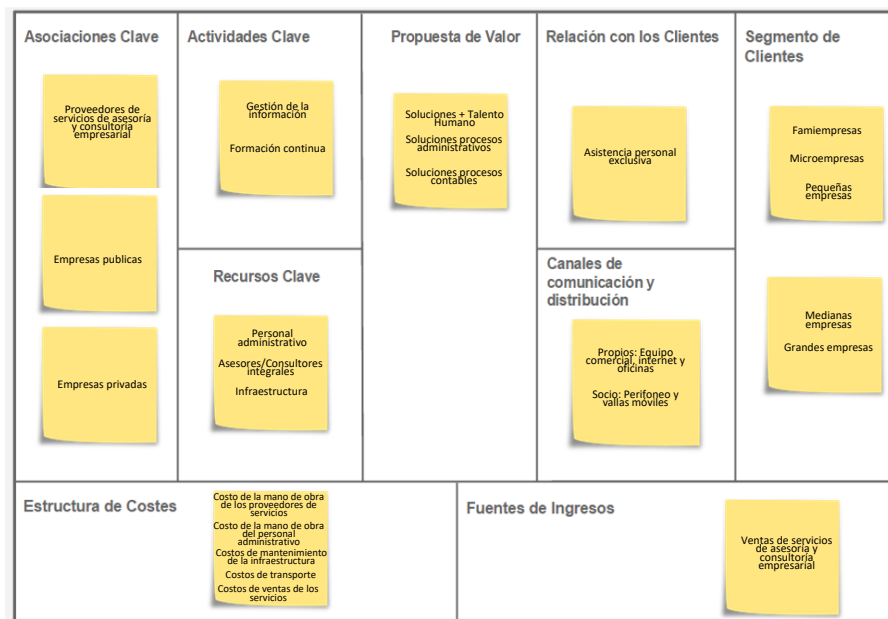 Asociaciones Clave
Proveedores de
servicios de asesoría
y consultoría
empresarial
Empresas publicas
Empresas privadas
Actividades Clave
Gestión de la
información
Formación continua
Recursos Clave
Personal
administrativo
Asesores/Consultores
integrales
Infraestructura
Propuesta de Valor
Soluciones + Talento
Humano
Soluciones procesos
administrativos
Soluciones procesos
contables
Relación con los Clientes
Asistencia personal
exclusiva
Canales de
comunicación y
distribución
Propios: Equipo
comercial, internet y
oficinas
Socio: Perifoneo y
vallas móviles
Segmento de
Clientes
Famiempresas
Microempresas
Pequeñas
empresas
Medianas
empresas
Grandes empresas
Estructura de Costes
Costo de la mano de obra
de los proveedores de
servicios
Costo de la mano de obra
del personal
administrativo
Costos de mantenimiento
de la infraestructura
Costos de transporte
Costos de ventas de los
servicios
Fuentes de Ingresos
Ventas de servicios
de asesoría y
consultoría
empresarial